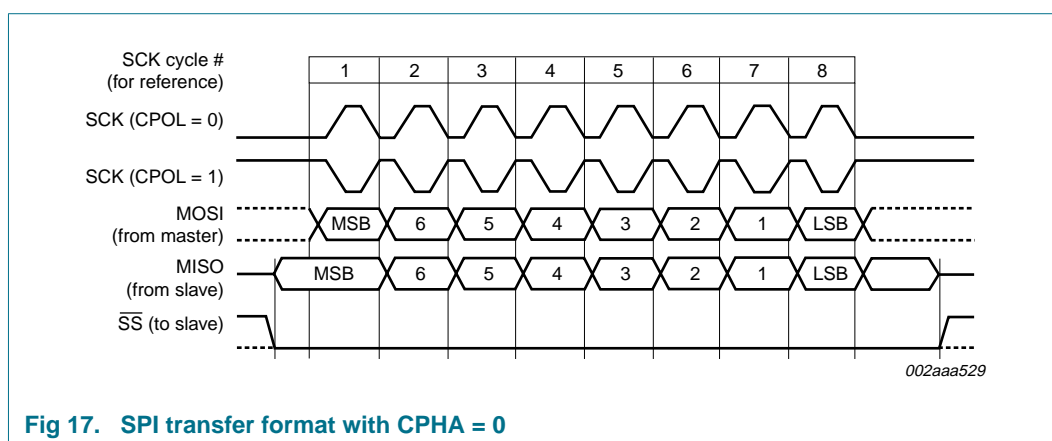 SCK cycle #
(for reference)
1 2 3 4 5 6 7 8
SCK (CPOL = 0)
SCK (CPOL = 1)
MOSI
(from master)
MSB 6 5 4 3 2 1 LSB
MISO
(from slave)
MSB 6 5 4 3 2 1 LSB
S̅S̅ (to slave)
002aaa529
Fig 17. SPI transfer format with CPHA = 0